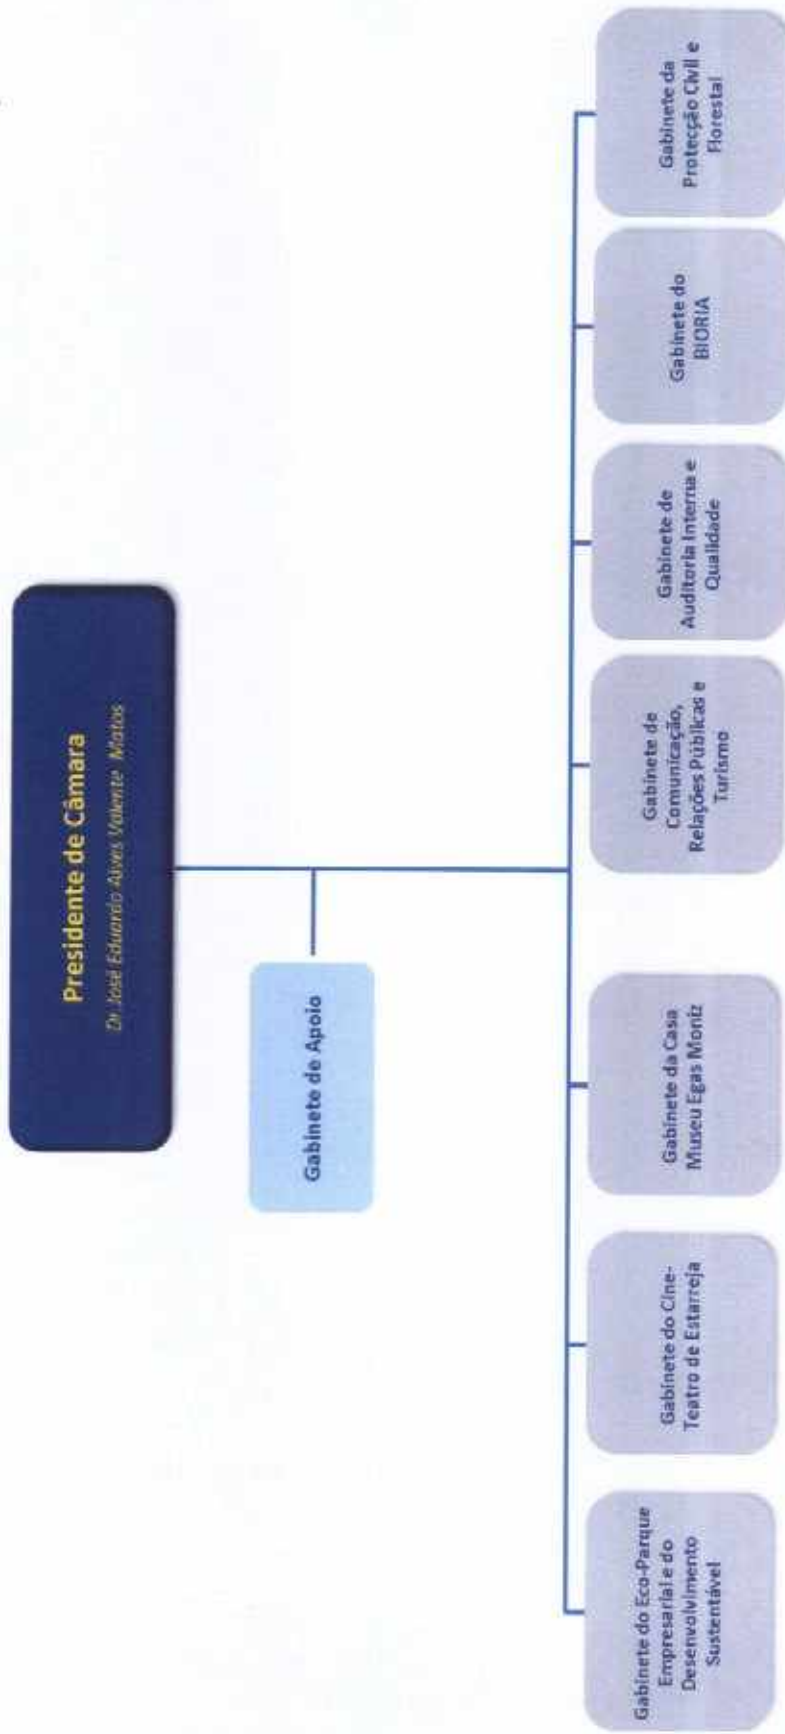 Presidente de Câmara
Dr. José Eduardo Alves Valente Matos
Gabinete de Apoio
Gabinete do Eco-Parque
Empresarial e do
Desenvolvimento
Sustentável
Gabinete do Cine-
Teatro de Estarreja
Gabinete da Casa
Museu Egas Moniz
Gabinete de
Comunicação,
Relações Públicas e
Turismo
Gabinete de
Auditoria Interna e
Qualidade
Gabinete do
BIORIA
Gabinete da
Protecção Civil e
Florestal